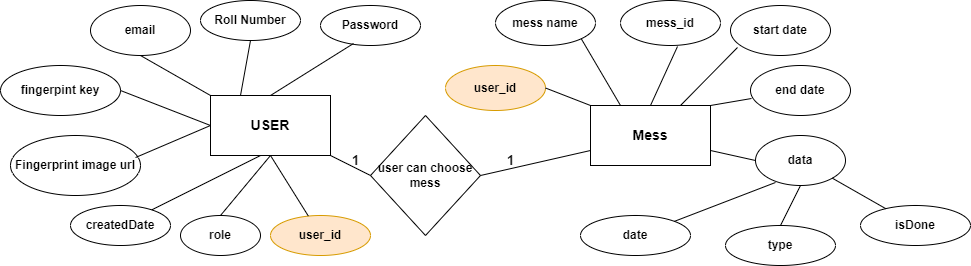 email
Roll Number
Password
mess name
mess_id
start date
fingerpint key
user_id
end date
USER
Mess
Fingerprint image url
1
user can choose
mess
1
data
createdDate
role
user_id
date
type
isDone